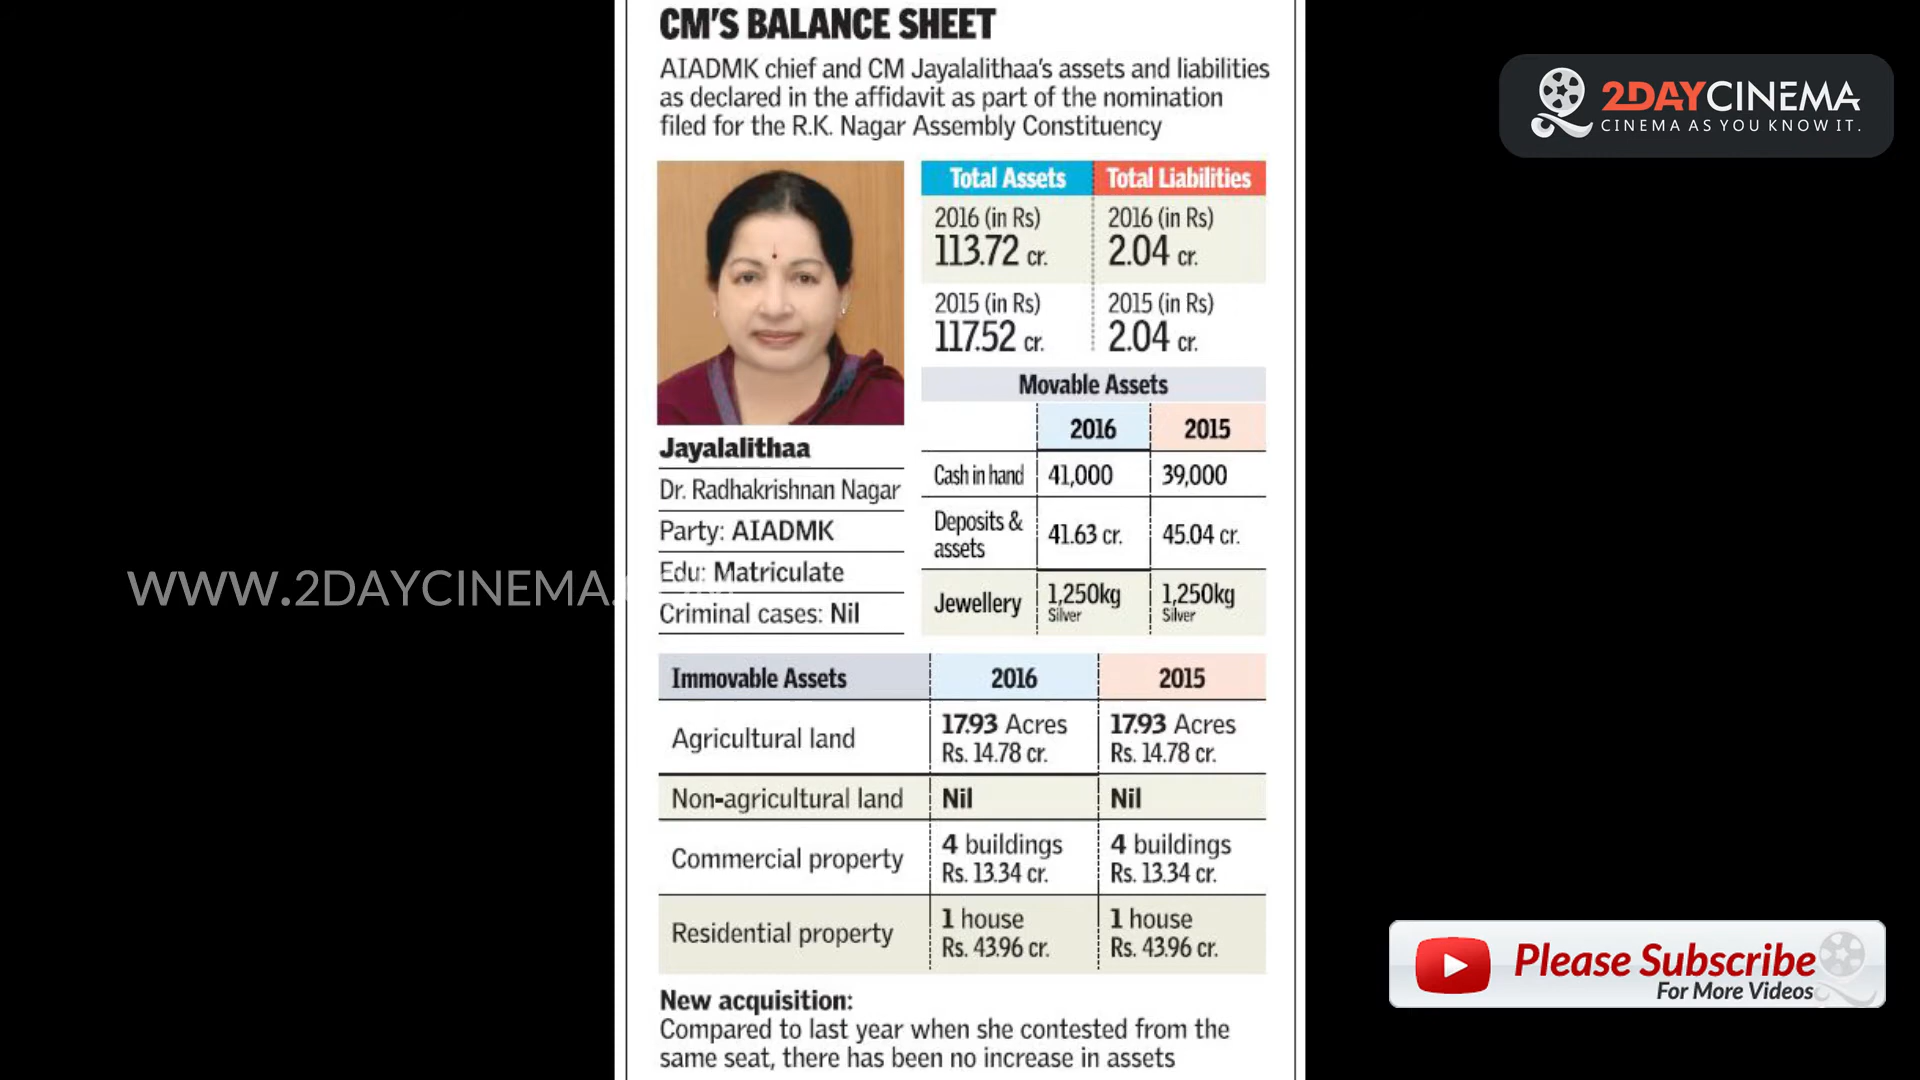 CM'S BALANCE SHEET
AIADMK chief and CM Jayalalithaa's assets and liabilities
as declared in the affidavit as part of the nomination
filed for the R.K. Nagar Assembly Constituency
2DAYCINEMA
CINEMA AS YOU KNOW IT.
Total Assets Total Liabilities
2016 (in Rs) 2016 (in Rs)
113.72 cr. 2.04 cr.
2015 (in Rs) 2015 (in Rs)
117.52 cr. 2.04 cr.
Movable Assets
2016 2015
Cash in hand 41,000 39,000
Deposits &
assets 41.63 cr. 45.04 cr.
Jewellery 1,250kg 1,250kg
Silver Silver
Jayalalithaa
Dr. Radhakrishnan Nagar
Party: AIADMK
Edu: Matriculate
Criminal cases: Nil
WWW.2DAYCINEMA.
Immovable Assets 2016 2015
Agricultural land 17.93 Acres 17.93 Acres
Rs. 14.78 cr. Rs. 14.78 cr.
Non-agricultural land Nil Nil
Commercial property 4 buildings 4 buildings
Rs. 13.34 cr. Rs. 13.34 cr.
Residential property 1 house 1 house
Rs. 43.96 cr. Rs. 43.96 cr.
New acquisition:
Compared to last year when she contested from the
same seat, there has been no increase in assets
Please Subscribe
For More Videos